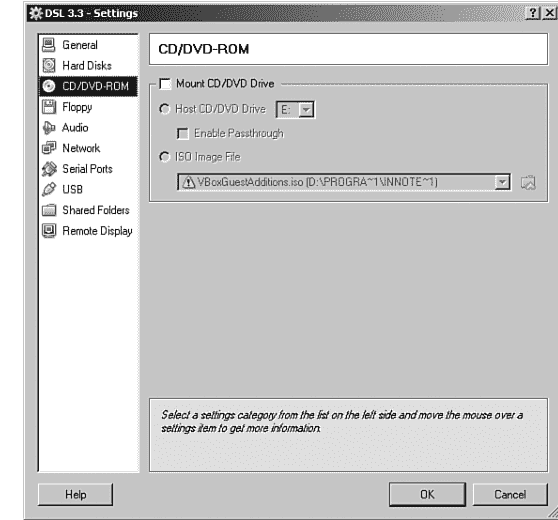 DSL 3.3 - Settings
General
Hard Disks
CD/DVD-ROM
Floppy
Audio
Network
Serial Ports
USB
Shared Folders
Remote Display
CD/DVD-ROM
Mount CD/DVD Drive
Host CD/DVD Drive E:
Enable Passthrough
ISO Image File
VBoxGuestAdditions.iso (D:\PROGRA~1\INNOTE~1)
Select a settings category from the list on the left side and move the mouse over a
settings item to get more information.
Help
OK
Cancel